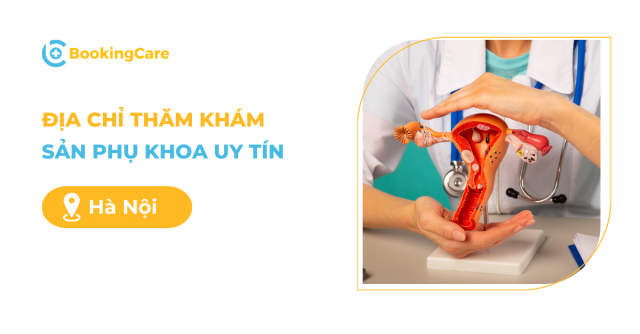 BookingCare
ĐỊA CHỈ THĂM KHÁM
SẢN PHỤ KHOA UY TÍN
Hà Nội